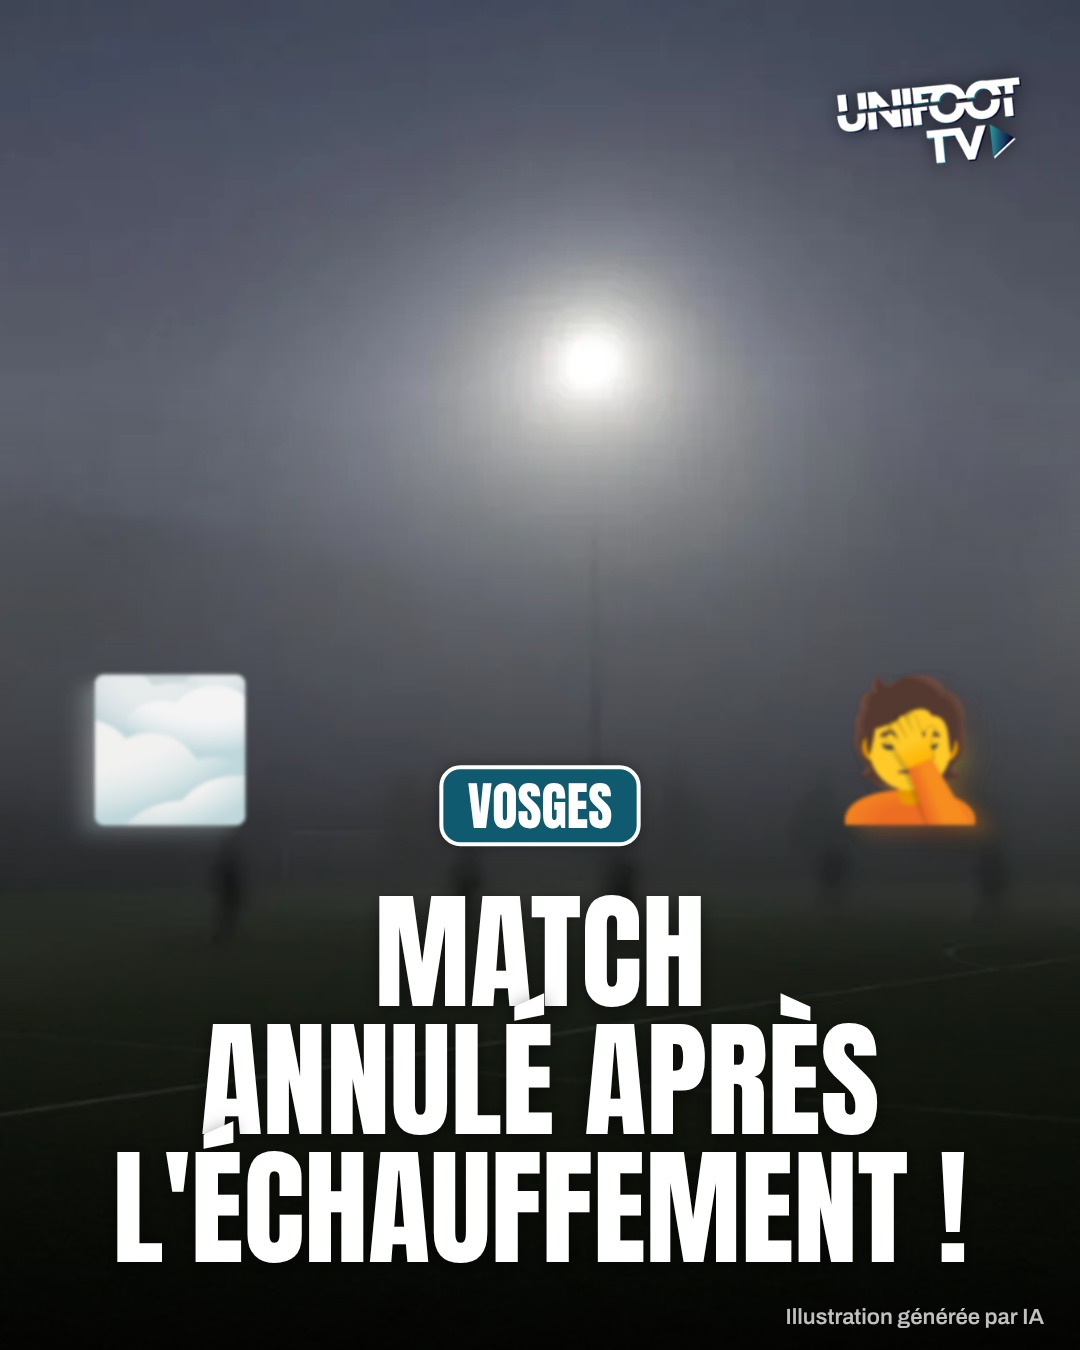 UNIFOOT
TV
VOSGES
MATCH
ANNULÉ APRÈS
L'ÉCHAUFFEMENT !
Illustration générée par IA